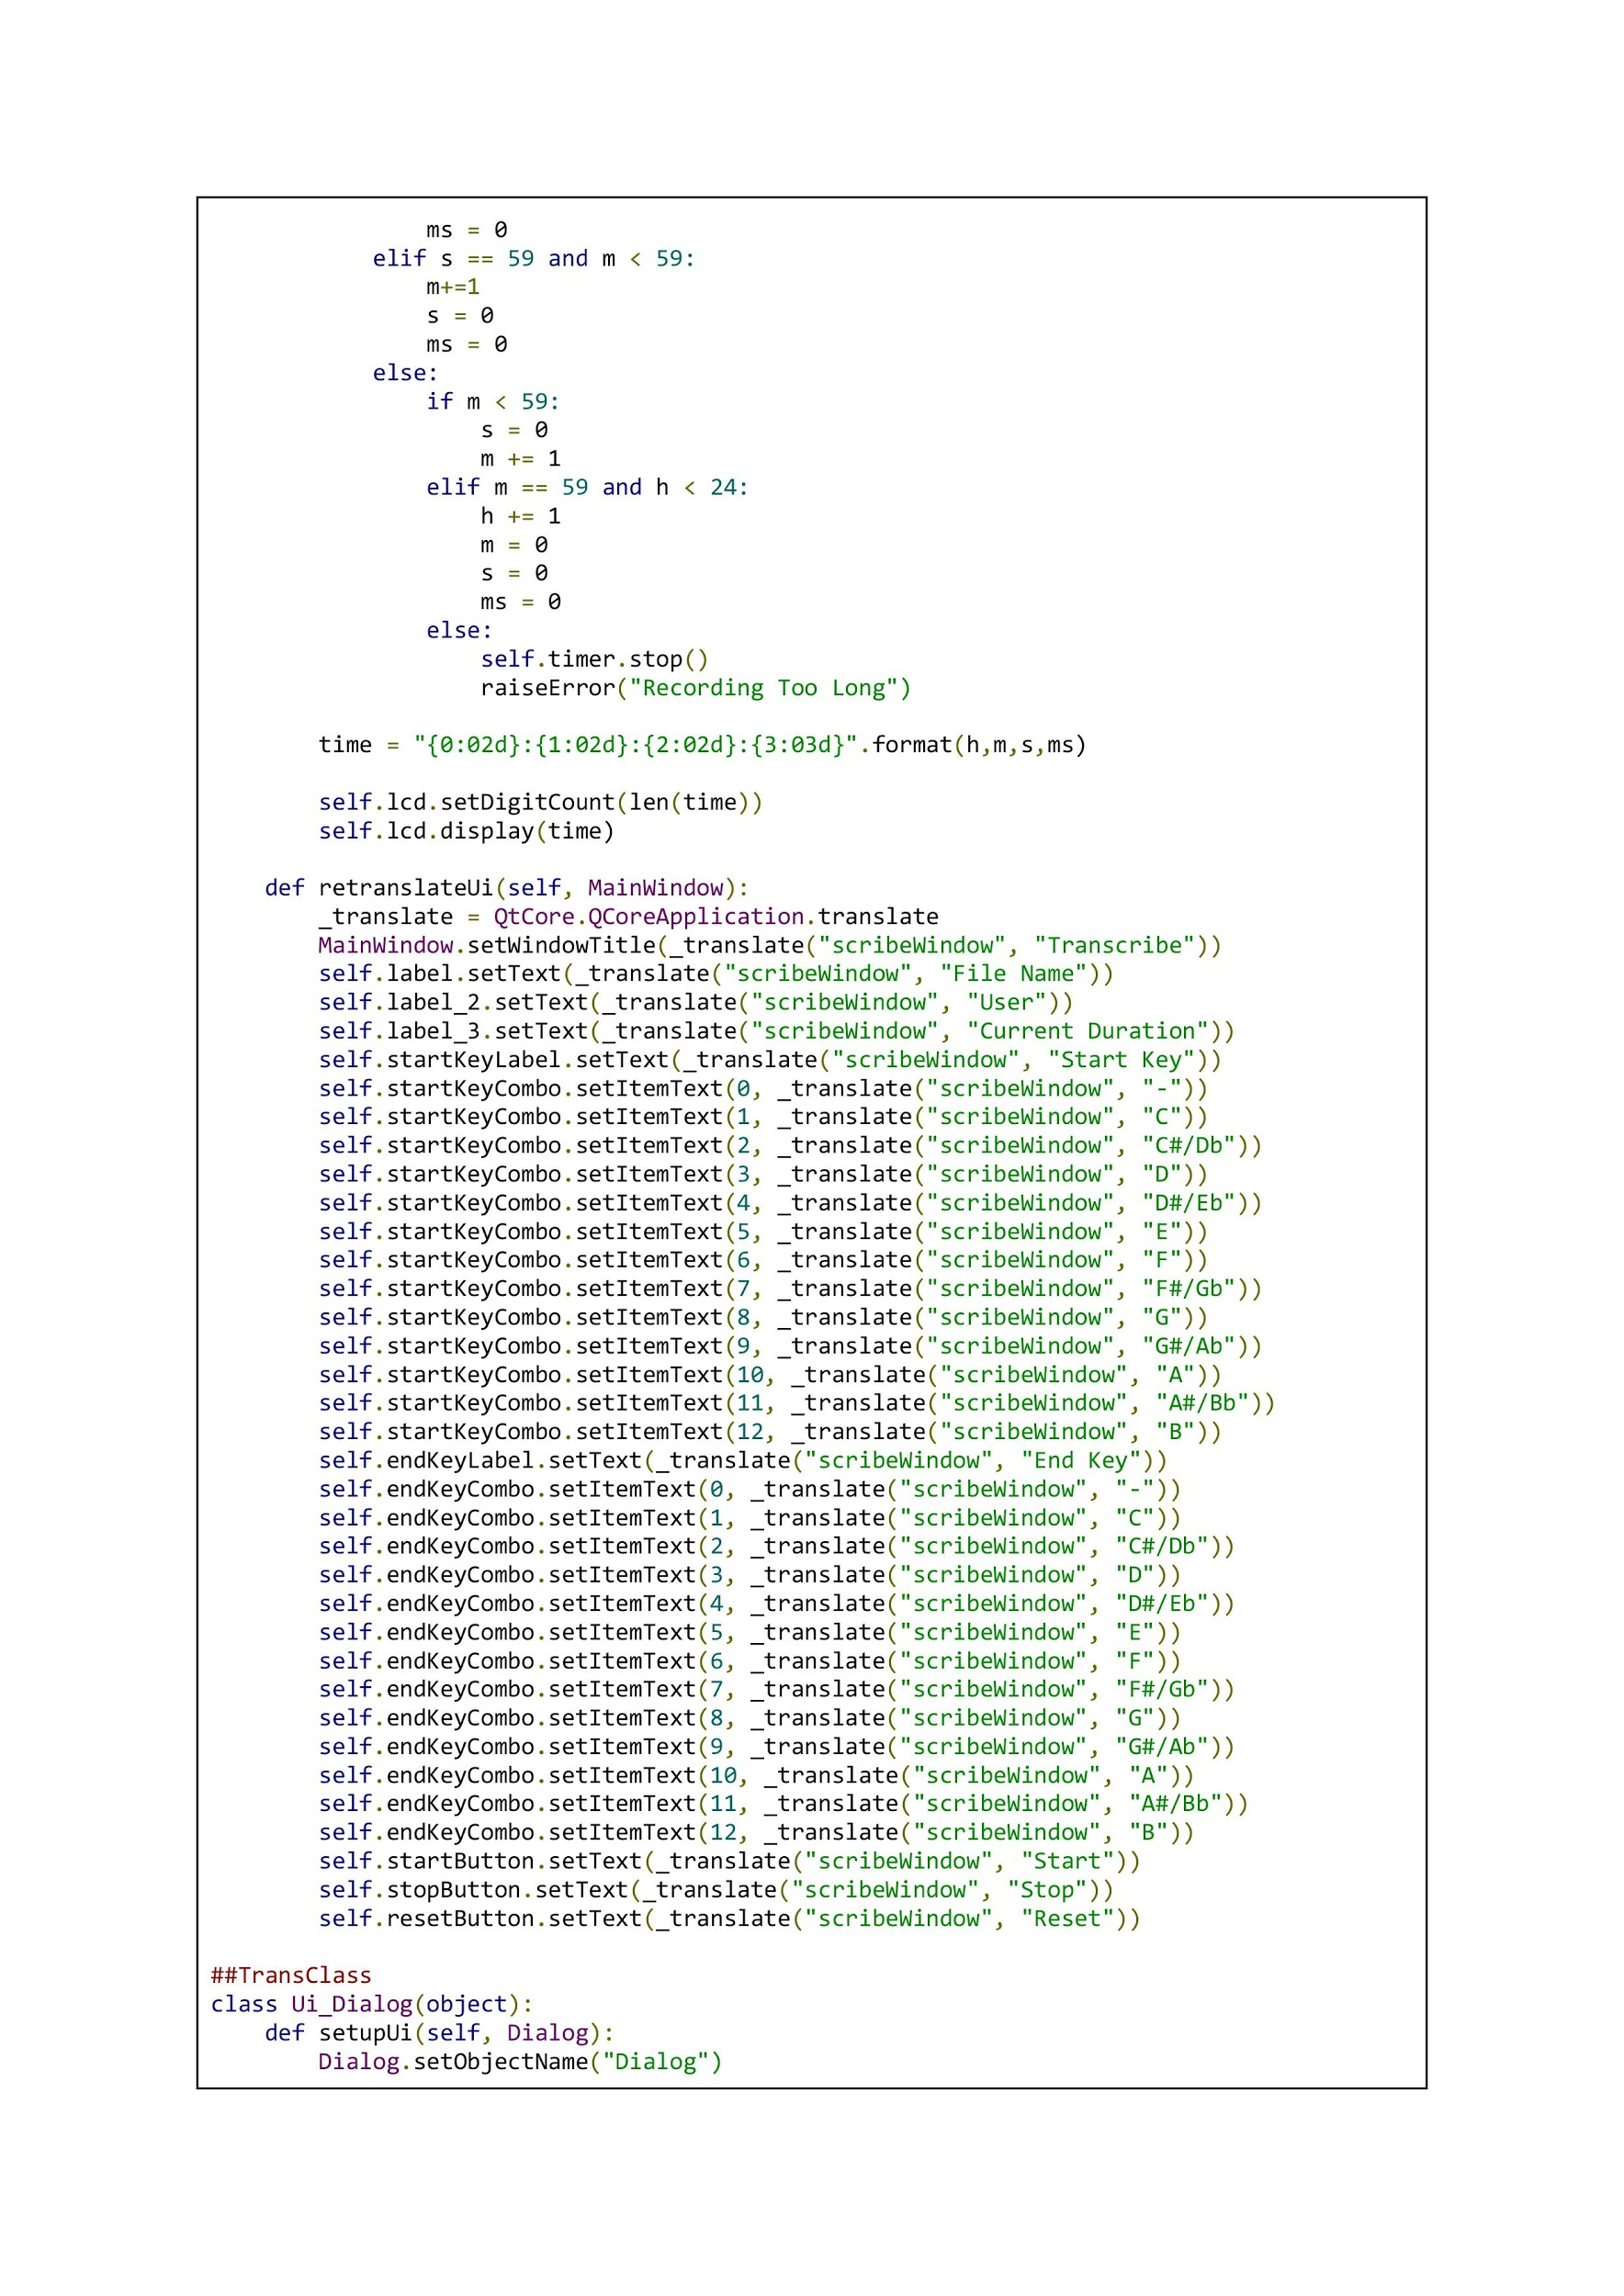 ms = 0
            elif s == 59 and m < 59:
                m+=1
                s = 0
                ms = 0
            else:
                if m < 59:
                    s = 0
                    m += 1
                elif m == 59 and h < 24:
                    h += 1
                    m = 0
                    s = 0
                    ms = 0
                else:
                    self.timer.stop()
                    raiseError("Recording Too Long")

        time = "{0:02d}:{1:02d}:{2:02d}:{3:03d}".format(h,m,s,ms)

        self.lcd.setDigitCount(len(time))
        self.lcd.display(time)

    def retranslateUi(self, MainWindow):
        _translate = QtCore.QCoreApplication.translate
        MainWindow.setWindowTitle(_translate("scribeWindow", "Transcribe"))
        self.label.setText(_translate("scribeWindow", "File Name"))
        self.label_2.setText(_translate("scribeWindow", "User"))
        self.label_3.setText(_translate("scribeWindow", "Current Duration"))
        self.startKeyLabel.setText(_translate("scribeWindow", "Start Key"))
        self.startKeyCombo.setItemText(0, _translate("scribeWindow", "-"))
        self.startKeyCombo.setItemText(1, _translate("scribeWindow", "C"))
        self.startKeyCombo.setItemText(2, _translate("scribeWindow", "C#/Db"))
        self.startKeyCombo.setItemText(3, _translate("scribeWindow", "D"))
        self.startKeyCombo.setItemText(4, _translate("scribeWindow", "D#/Eb"))
        self.startKeyCombo.setItemText(5, _translate("scribeWindow", "E"))
        self.startKeyCombo.setItemText(6, _translate("scribeWindow", "F"))
        self.startKeyCombo.setItemText(7, _translate("scribeWindow", "F#/Gb"))
        self.startKeyCombo.setItemText(8, _translate("scribeWindow", "G"))
        self.startKeyCombo.setItemText(9, _translate("scribeWindow", "G#/Ab"))
        self.startKeyCombo.setItemText(10, _translate("scribeWindow", "A"))
        self.startKeyCombo.setItemText(11, _translate("scribeWindow", "A#/Bb"))
        self.startKeyCombo.setItemText(12, _translate("scribeWindow", "B"))
        self.endKeyLabel.setText(_translate("scribeWindow", "End Key"))
        self.endKeyCombo.setItemText(0, _translate("scribeWindow", "-"))
        self.endKeyCombo.setItemText(1, _translate("scribeWindow", "C"))
        self.endKeyCombo.setItemText(2, _translate("scribeWindow", "C#/Db"))
        self.endKeyCombo.setItemText(3, _translate("scribeWindow", "D"))
        self.endKeyCombo.setItemText(4, _translate("scribeWindow", "D#/Eb"))
        self.endKeyCombo.setItemText(5, _translate("scribeWindow", "E"))
        self.endKeyCombo.setItemText(6, _translate("scribeWindow", "F"))
        self.endKeyCombo.setItemText(7, _translate("scribeWindow", "F#/Gb"))
        self.endKeyCombo.setItemText(8, _translate("scribeWindow", "G"))
        self.endKeyCombo.setItemText(9, _translate("scribeWindow", "G#/Ab"))
        self.endKeyCombo.setItemText(10, _translate("scribeWindow", "A"))
        self.endKeyCombo.setItemText(11, _translate("scribeWindow", "A#/Bb"))
        self.endKeyCombo.setItemText(12, _translate("scribeWindow", "B"))
        self.startButton.setText(_translate("scribeWindow", "Start"))
        self.stopButton.setText(_translate("scribeWindow", "Stop"))
        self.resetButton.setText(_translate("scribeWindow", "Reset"))

##TransClass
class Ui_Dialog(object):
    def setupUi(self, Dialog):
        Dialog.setObjectName("Dialog")